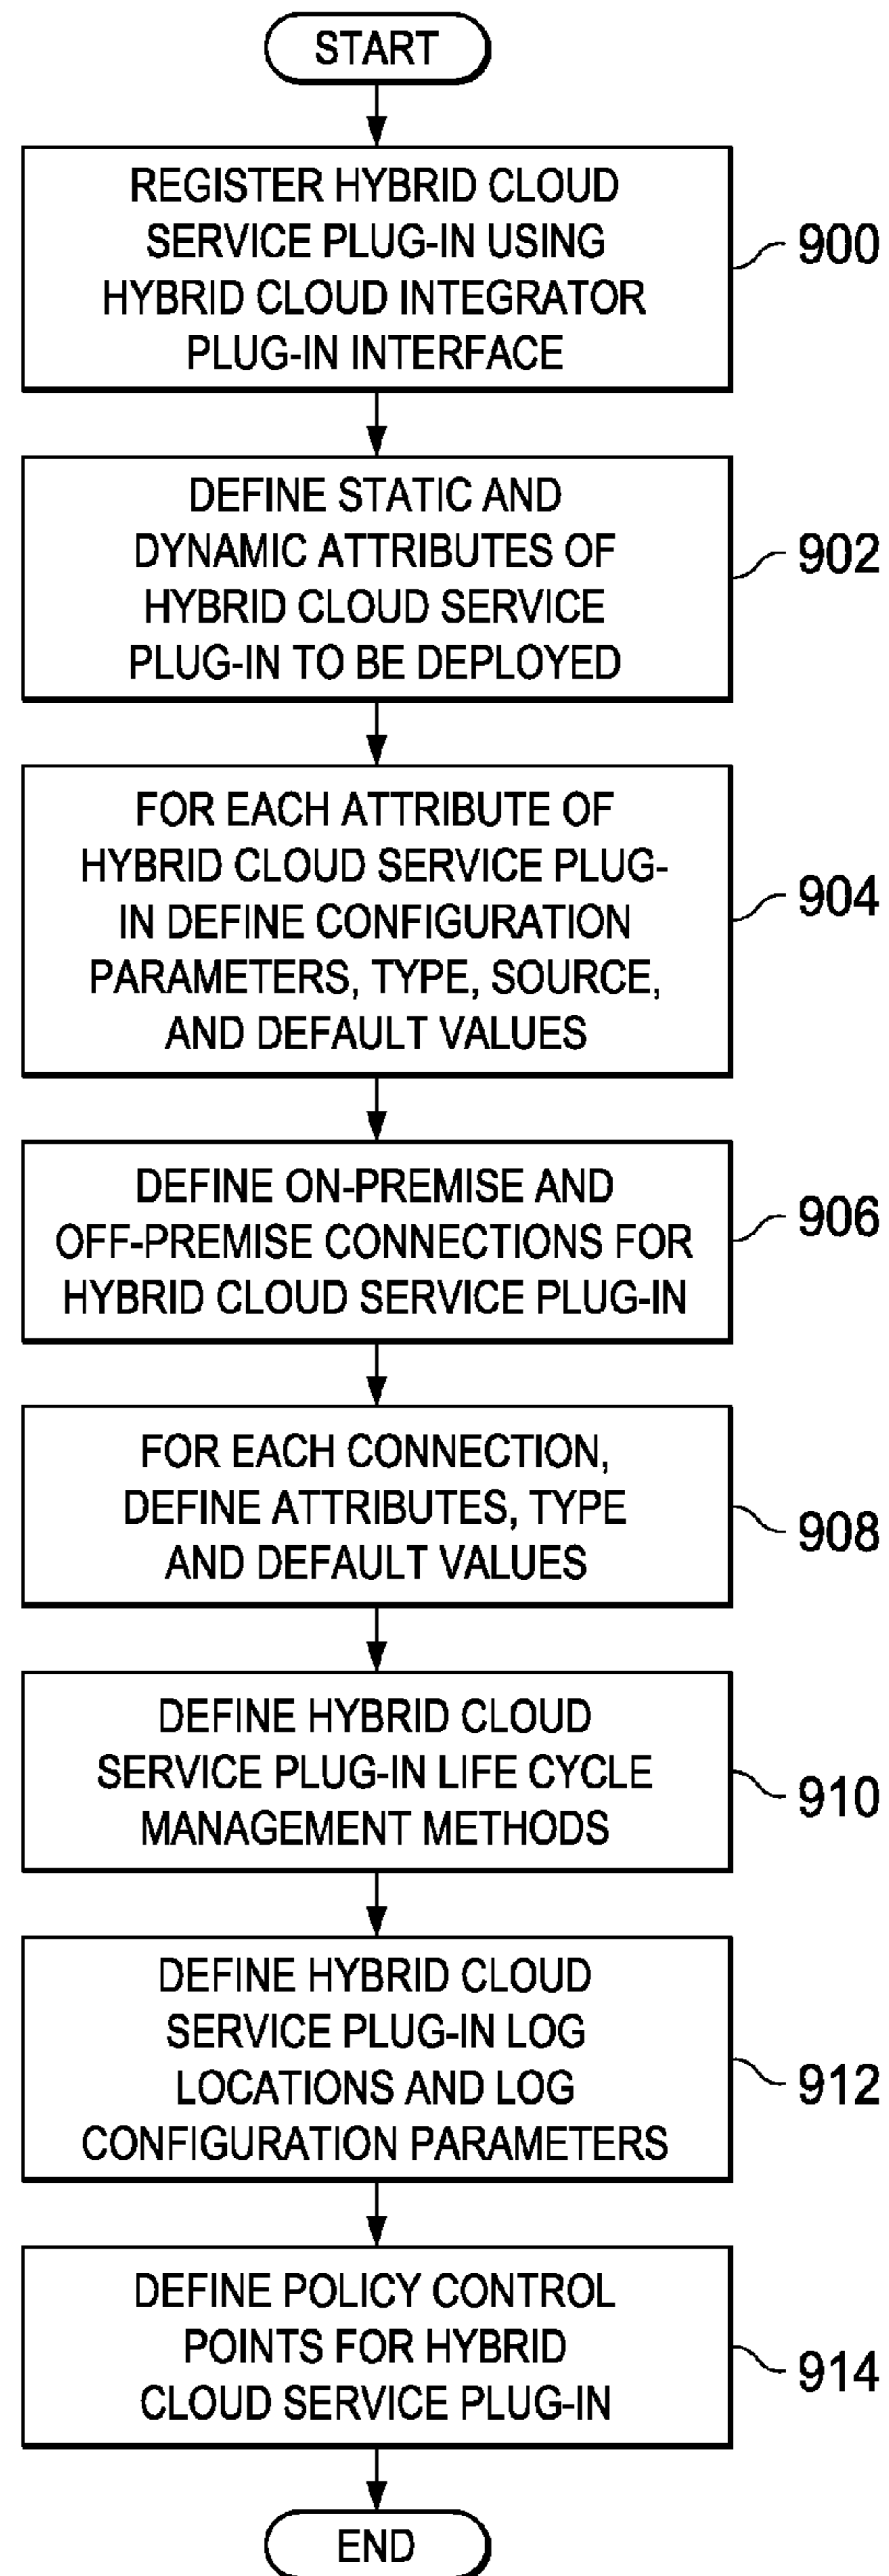 START
REGISTER HYBRID CLOUD
SERVICE PLUG-IN USING
HYBRID CLOUD INTEGRATOR
PLUG-IN INTERFACE
900
DEFINE STATIC AND
DYNAMIC ATTRIBUTES OF
HYBRID CLOUD SERVICE
PLUG-IN TO BE DEPLOYED
902
FOR EACH ATTRIBUTE OF
HYBRID CLOUD SERVICE PLUG-
IN DEFINE CONFIGURATION
PARAMETERS, TYPE, SOURCE,
AND DEFAULT VALUES
904
DEFINE ON-PREMISE AND
OFF-PREMISE CONNECTIONS FOR
HYBRID CLOUD SERVICE PLUG-IN
906
FOR EACH CONNECTION,
DEFINE ATTRIBUTES, TYPE
AND DEFAULT VALUES
908
DEFINE HYBRID CLOUD
SERVICE PLUG-IN LIFE CYCLE
MANAGEMENT METHODS
910
DEFINE HYBRID CLOUD
SERVICE PLUG-IN LOG
LOCATIONS AND LOG
CONFIGURATION PARAMETERS
912
DEFINE POLICY CONTROL
POINTS FOR HYBRID
CLOUD SERVICE PLUG-IN
914
END